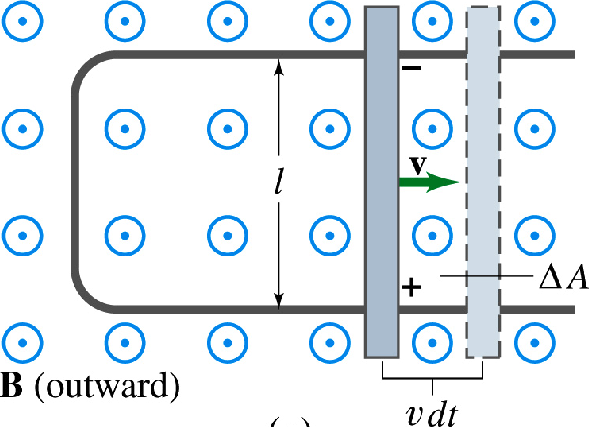 −
v
l
+
ΔA
B (outward)
v dt